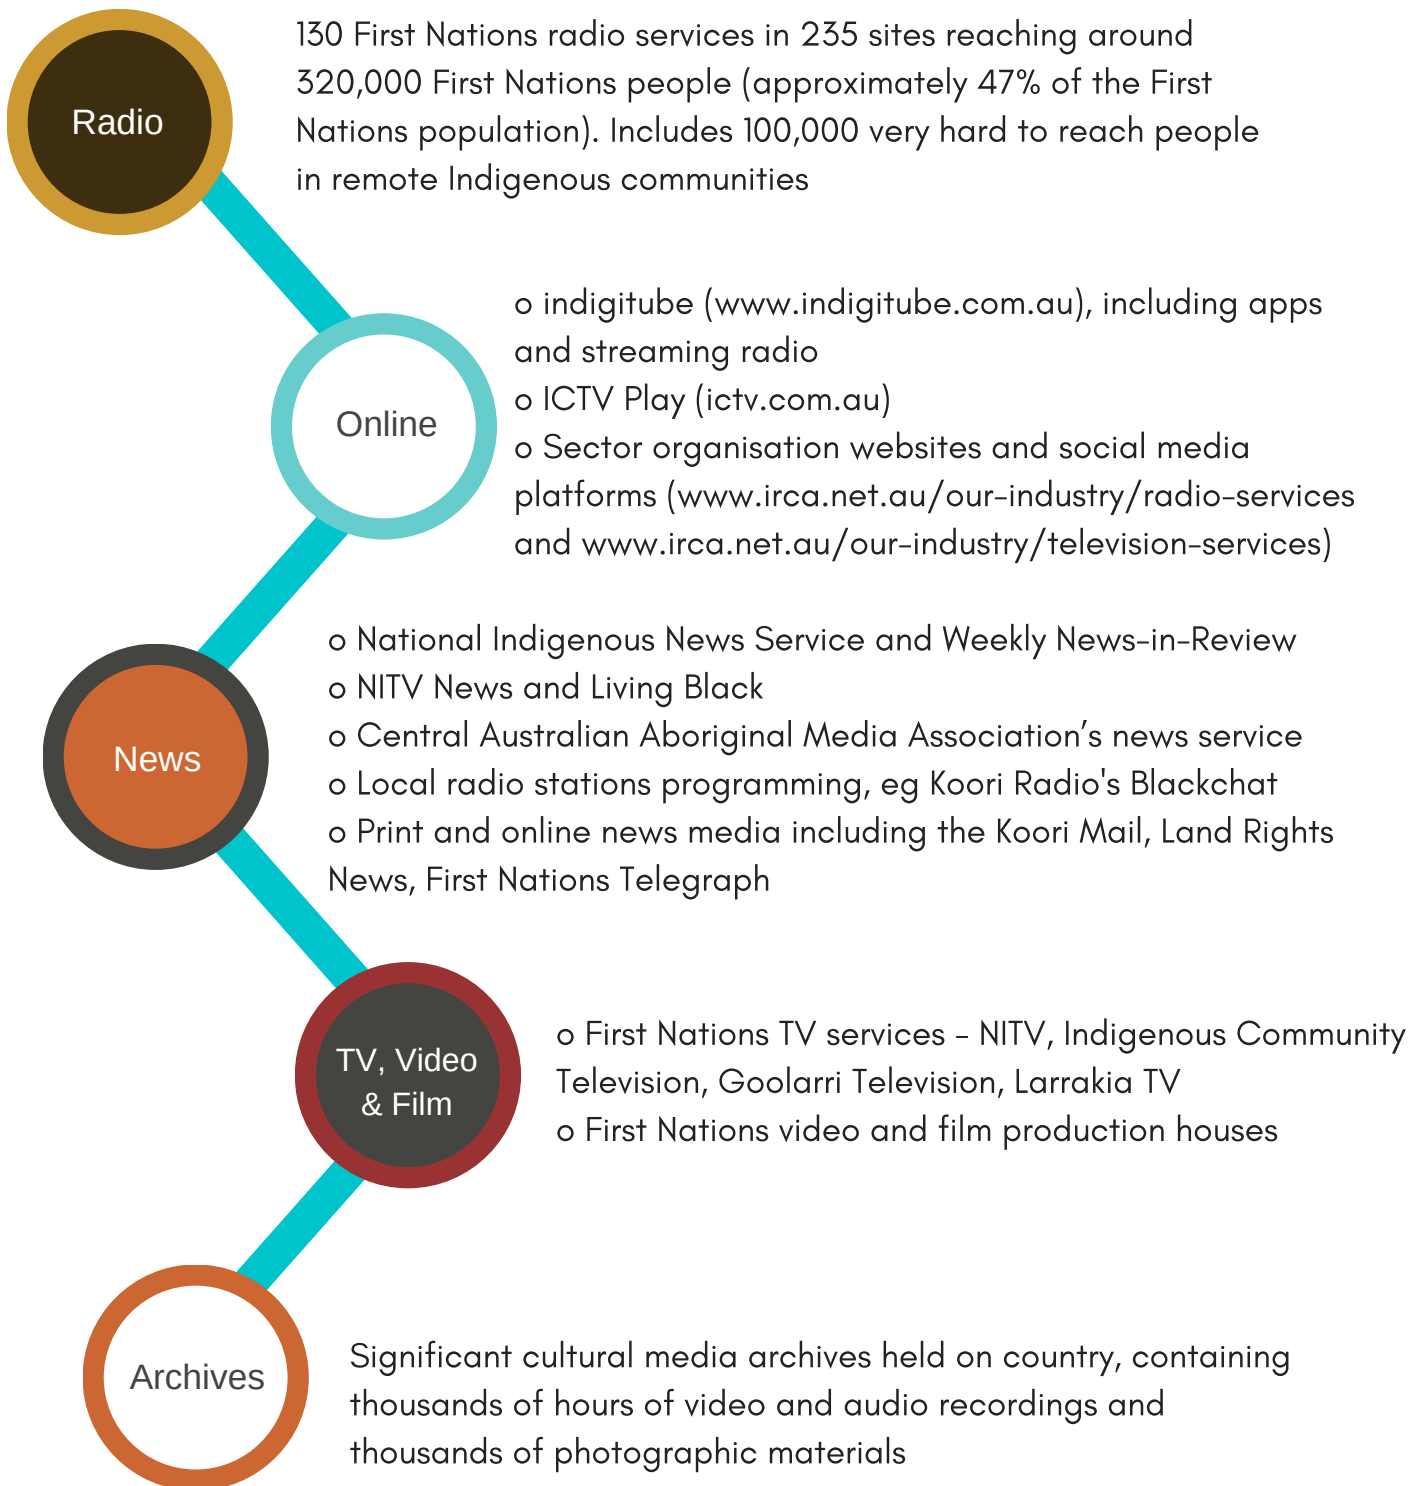 Radio
130 First Nations radio services in 235 sites reaching around
320,000 First Nations people (approximately 47% of the First
Nations population). Includes 100,000 very hard to reach people
in remote Indigenous communities
Online
o indigitube (www.indigitube.com.au), including apps
and streaming radio
o ICTV Play (ictv.com.au)
o Sector organisation websites and social media
platforms (www.irca.net.au/our-industry/radio-services
and www.irca.net.au/our-industry/television-services)
News
o National Indigenous News Service and Weekly News-in-Review
o NITV News and Living Black
o Central Australian Aboriginal Media Association’s news service
o Local radio stations programming, eg Koori Radio's Blackchat
o Print and online news media including the Koori Mail, Land Rights
News, First Nations Telegraph
TV, Video
& Film
o First Nations TV services - NITV, Indigenous Community
Television, Goolarri Television, Larrakia TV
o First Nations video and film production houses
Archives
Significant cultural media archives held on country, containing
thousands of hours of video and audio recordings and
thousands of photographic materials